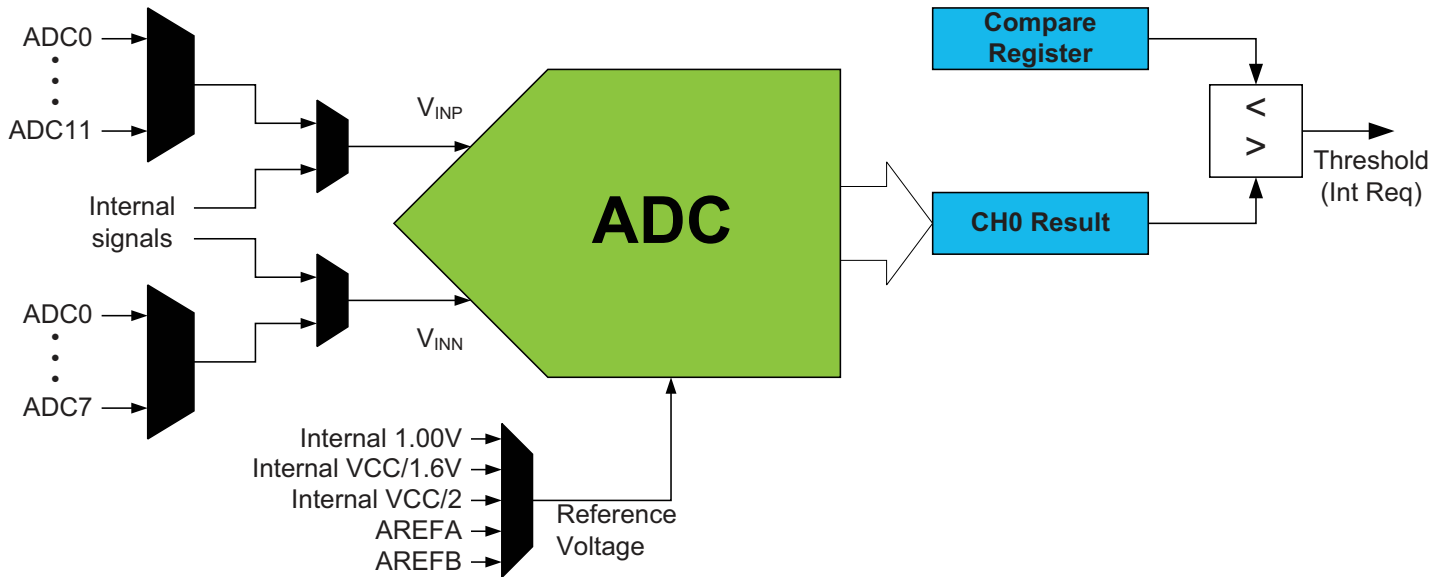 ADC0
ADC11
Internal
signals
ADC0
ADC7
VINP
VINN
ADC
Internal 1.00V
Internal VCC/1.6V
Internal VCC/2
AREFA
AREFB
Reference
Voltage
Compare
Register
CH0 Result
<
>
Threshold
(Int Req)